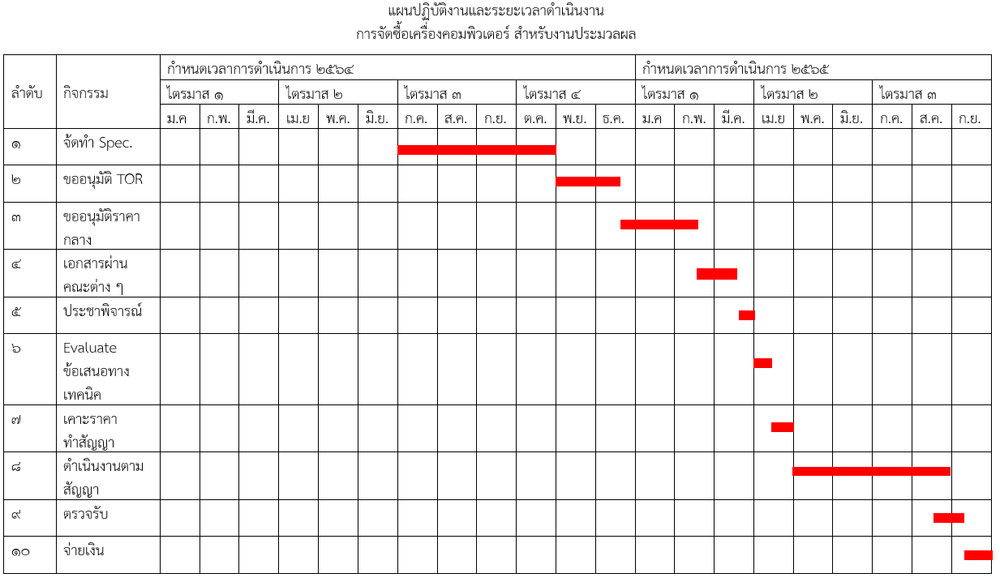 แผนปฏิบัติงานและระยะเวลาดำเนินงาน
การจัดซื้อเครื่องคอมพิวเตอร์ สำหรับงานประมวลผล
ลำดับ กิจกรรม กำหนดเวลาการดำเนินการ ๒๕๖๔ กำหนดเวลาการดำเนินการ ๒๕๖๕
ไตรมาส ๑ ไตรมาส ๒ ไตรมาส ๓ ไตรมาส ๔ ไตรมาส ๑ ไตรมาส ๒ ไตรมาส ๓
ม.ค ก.พ. มี.ค. เม.ย พ.ค. มิ.ย. ก.ค. ส.ค. ก.ย. ต.ค. พ.ย. ธ.ค. ม.ค ก.พ. มี.ค. เม.ย พ.ค. มิ.ย. ก.ค. ส.ค. ก.ย.
๑ จัดทำ Spec.
๒ ขออนุมัติ TOR
๓ ขออนุมัติราคา
กลาง
๔ เอกสารผ่าน
คณะต่าง ๆ
๕ ประชาพิจารณ์
๖ Evaluate
ข้อเสนอทาง
เทคนิค
๗ เคาะราคา
ทำสัญญา
๘ ดำเนินงานตาม
สัญญา
๙ ตรวจรับ
๑๐ จ่ายเงิน